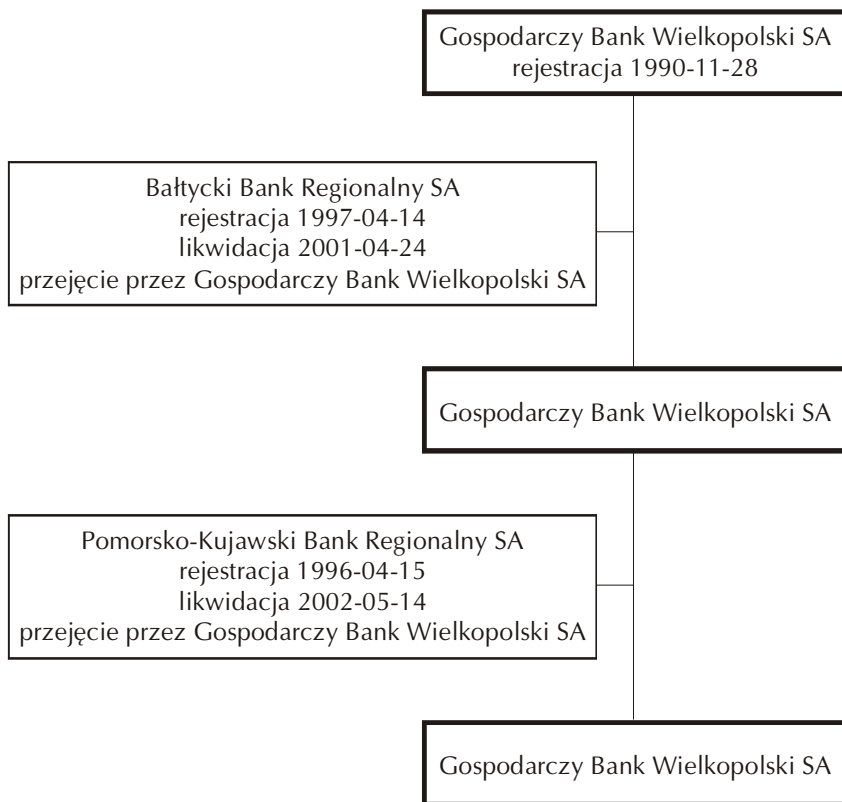 Gospodarczy Bank Wielkopolski SA
rejestracja 1990-11-28
Bałtycki Bank Regionalny SA
rejestracja 1997-04-14
likwidacja 2001-04-24
przejęcie przez Gospodarczy Bank Wielkopolski SA
Gospodarczy Bank Wielkopolski SA
Pomorsko-Kujawski Bank Regionalny SA
rejestracja 1996-04-15
likwidacja 2002-05-14
przejęcie przez Gospodarczy Bank Wielkopolski SA
Gospodarczy Bank Wielkopolski SA